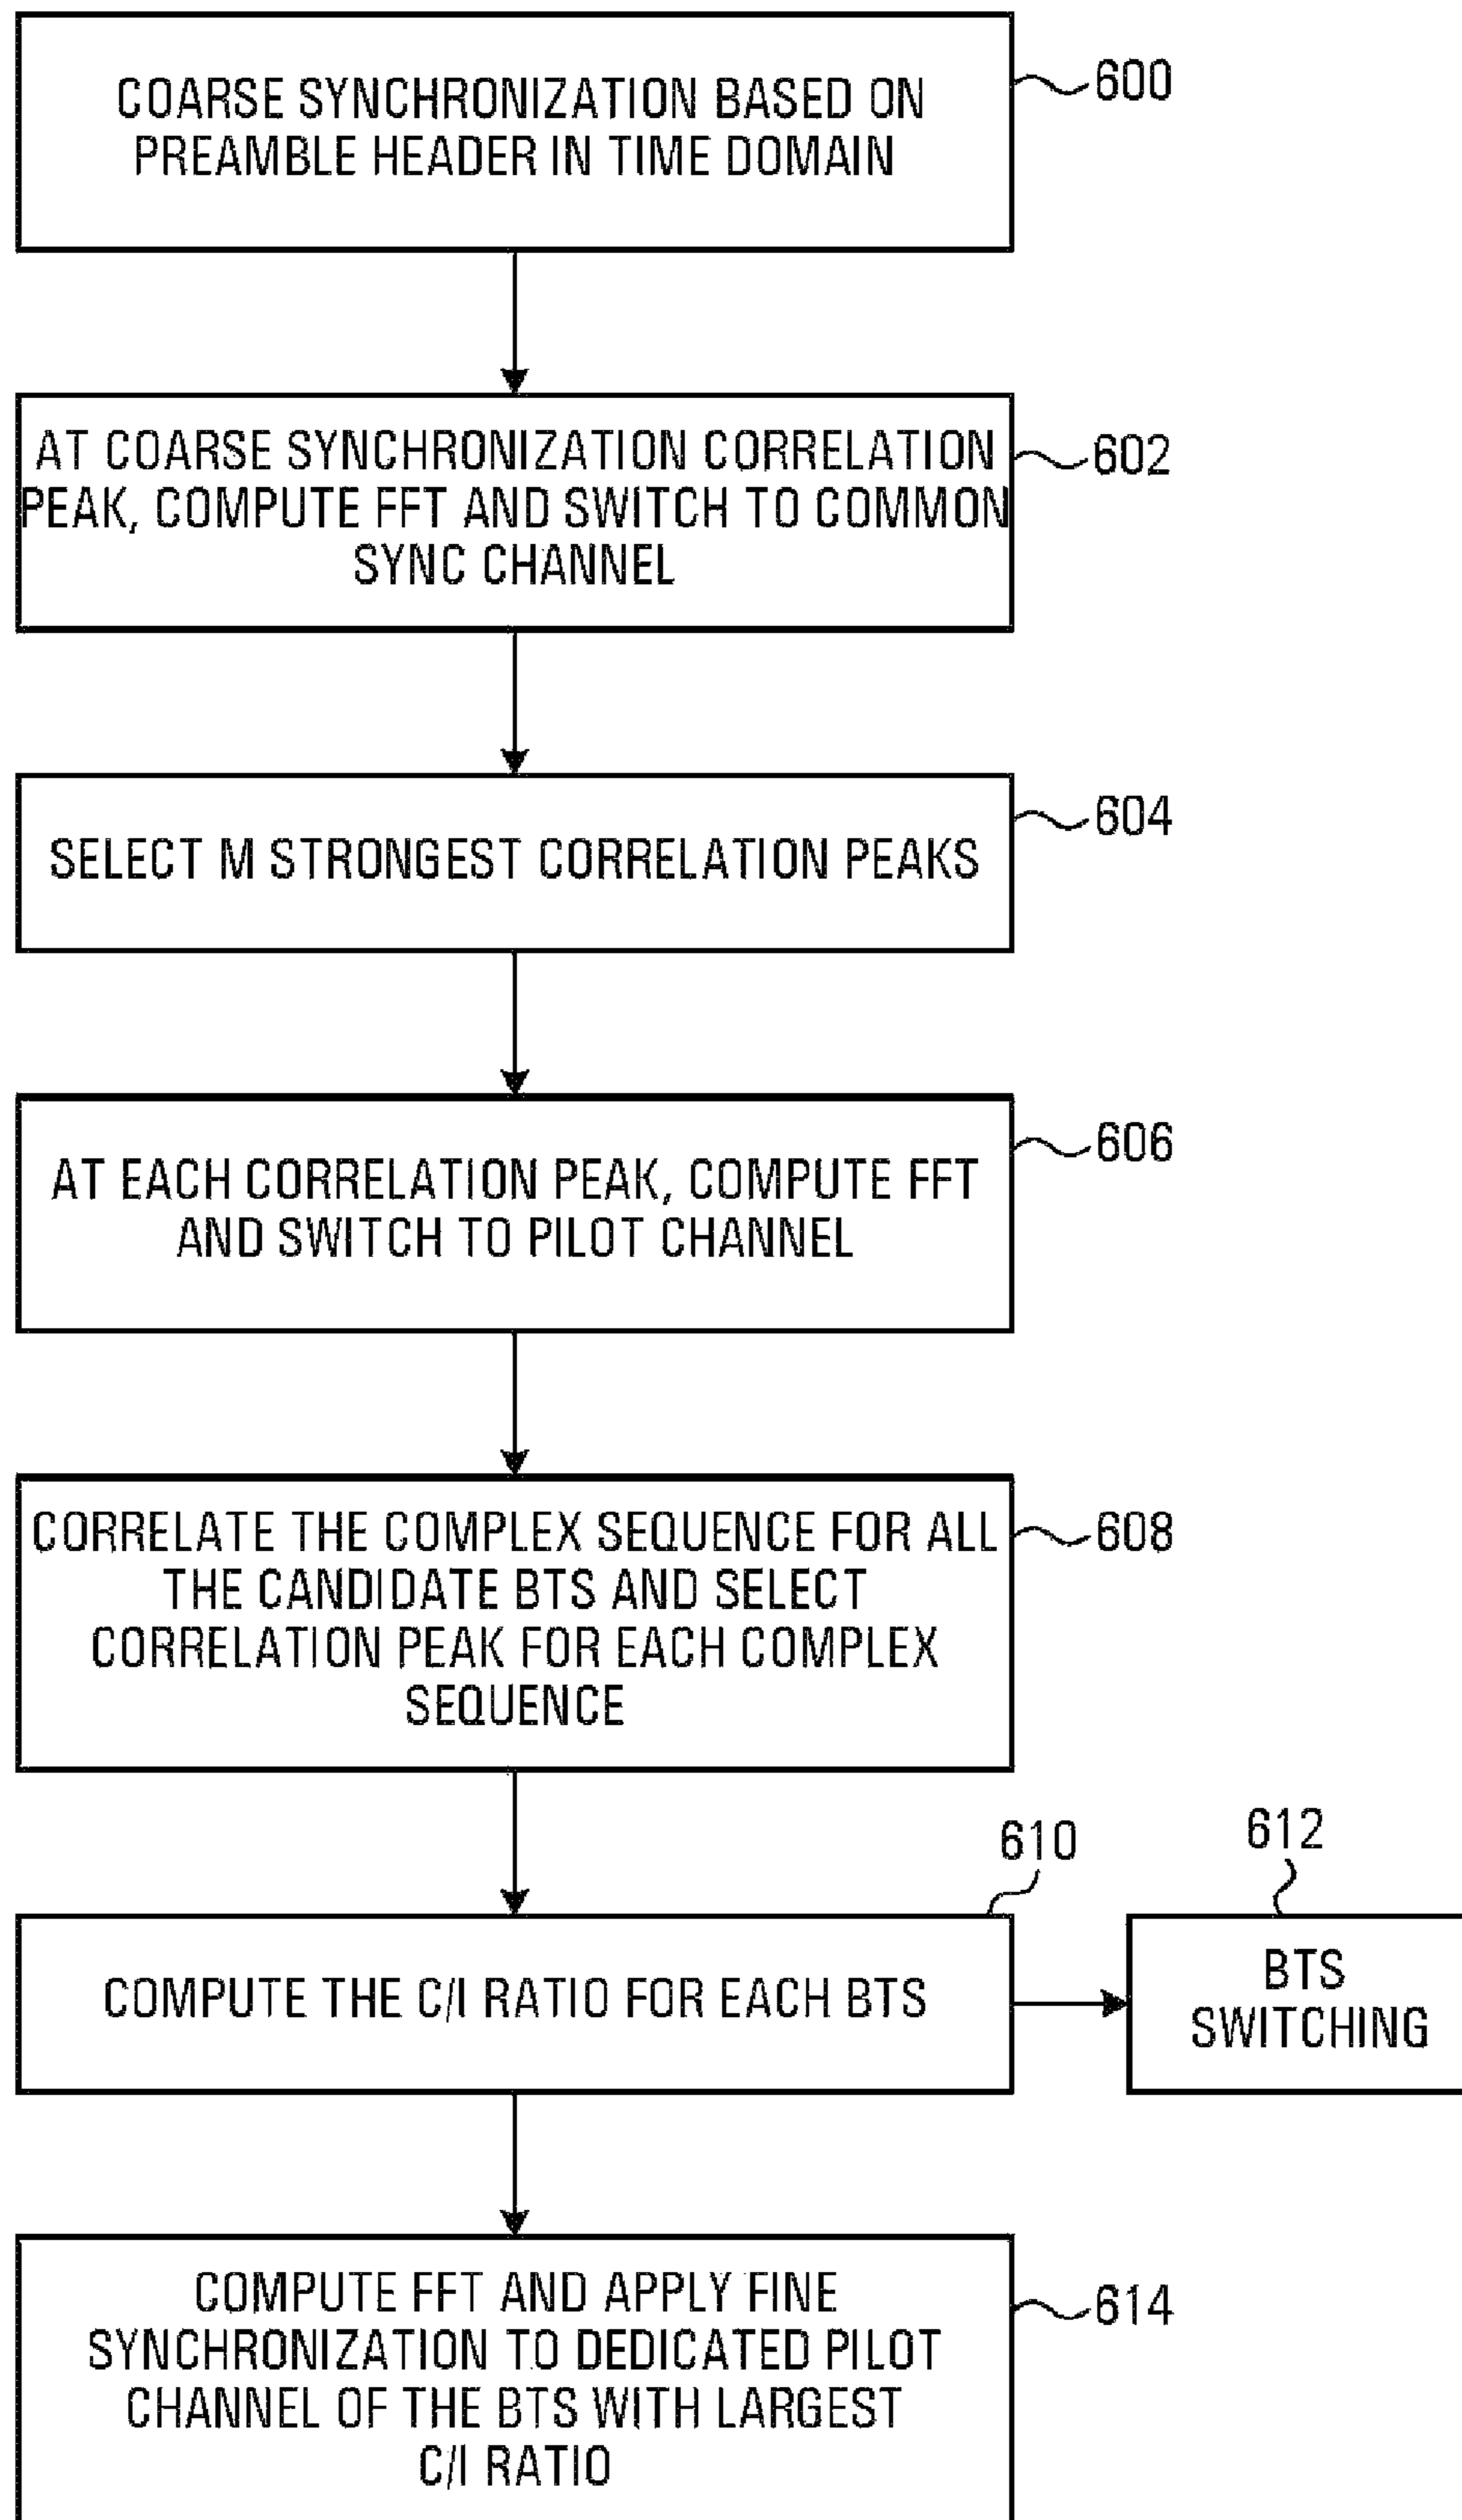 COARSE SYNCHRONIZATION BASED ON
PREAMBLE HEADER IN TIME DOMAIN
600
AT COARSE SYNCHRONIZATION CORRELATION
PEAK, COMPUTE FFT AND SWITCH TO COMMON
SYNC CHANNEL
602
SELECT M STRONGEST CORRELATION PEAKS
604
AT EACH CORRELATION PEAK, COMPUTE FFT
AND SWITCH TO PILOT CHANNEL
606
CORRELATE THE COMPLEX SEQUENCE FOR ALL
THE CANDIDATE BTS AND SELECT
CORRELATION PEAK FOR EACH COMPLEX
SEQUENCE
608
COMPUTE THE C/I RATIO FOR EACH BTS
610
BTS
SWITCHING
612
COMPUTE FFT AND APPLY FINE
SYNCHRONIZATION TO DEDICATED PILOT
CHANNEL OF THE BTS WITH LARGEST
C/I RATIO
614